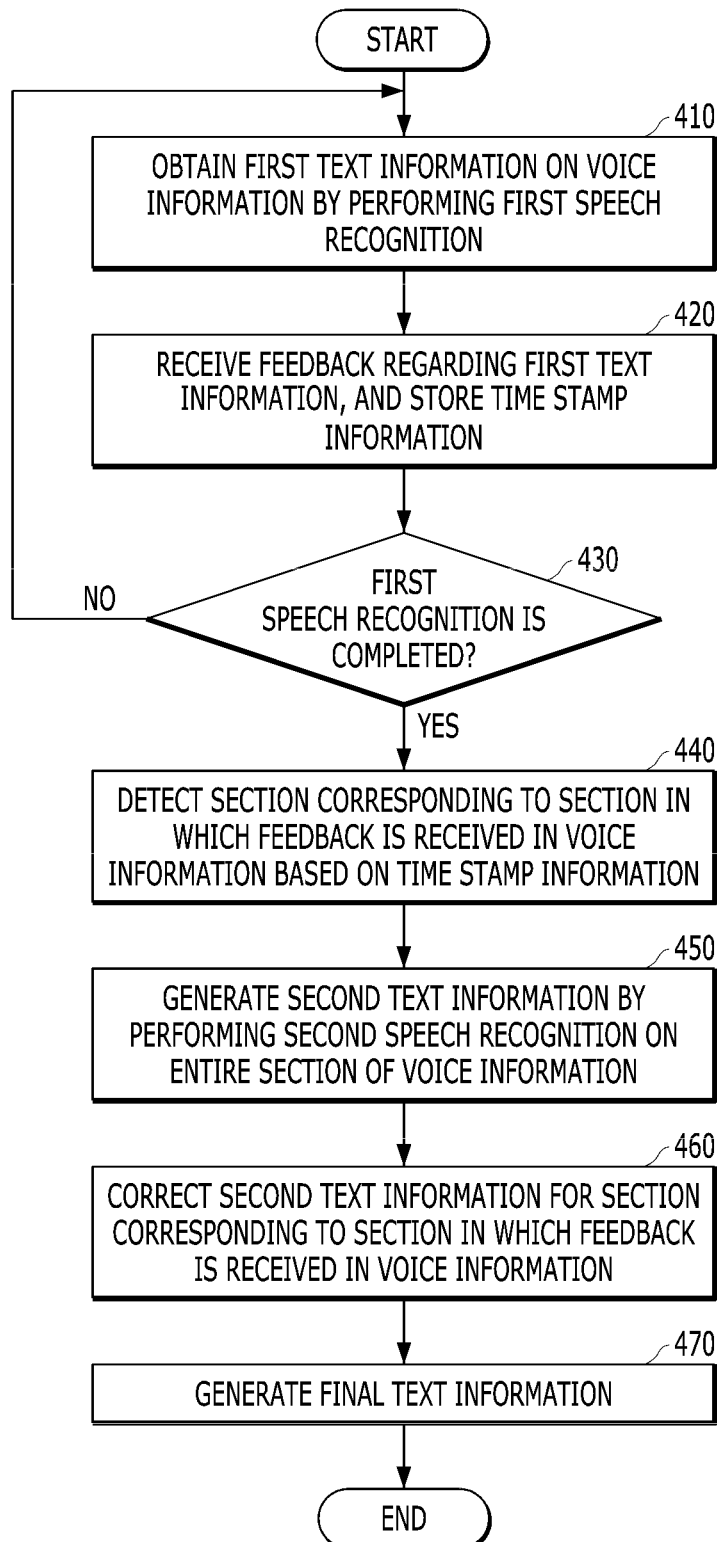 START
410
OBTAIN FIRST TEXT INFORMATION ON VOICE
INFORMATION BY PERFORMING FIRST SPEECH
RECOGNITION
420
RECEIVE FEEDBACK REGARDING FIRST TEXT
INFORMATION, AND STORE TIME STAMP
INFORMATION
430
FIRST
SPEECH RECOGNITION IS
COMPLETED?
NO
YES
440
DETECT SECTION CORRESPONDING TO SECTION IN
WHICH FEEDBACK IS RECEIVED IN VOICE
INFORMATION BASED ON TIME STAMP INFORMATION
450
GENERATE SECOND TEXT INFORMATION BY
PERFORMING SECOND SPEECH RECOGNITION ON
ENTIRE SECTION OF VOICE INFORMATION
460
CORRECT SECOND TEXT INFORMATION FOR SECTION
CORRESPONDING TO SECTION IN WHICH FEEDBACK
IS RECEIVED IN VOICE INFORMATION
470
GENERATE FINAL TEXT INFORMATION
END